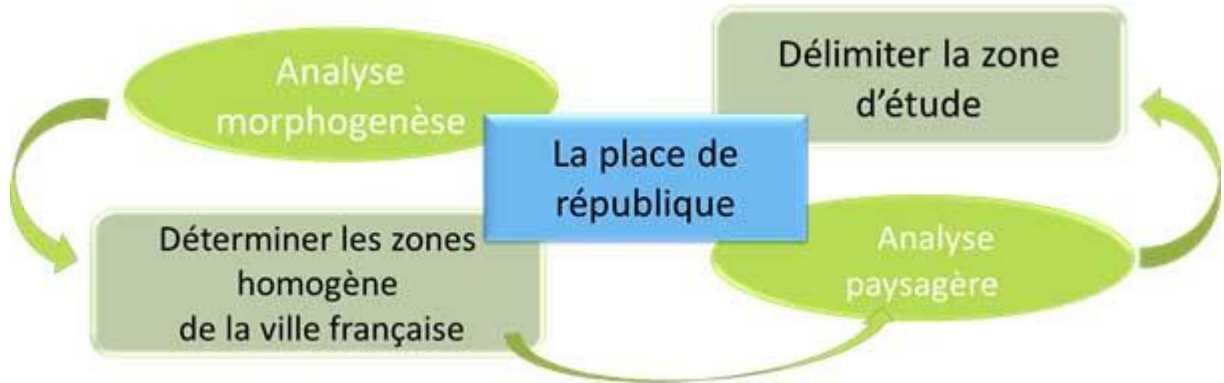 Analyse
morphogenèse
Délimiter la zone
d'étude
La place de
république
Déterminer les zones
homogène
de la ville française
Analyse
paysagère